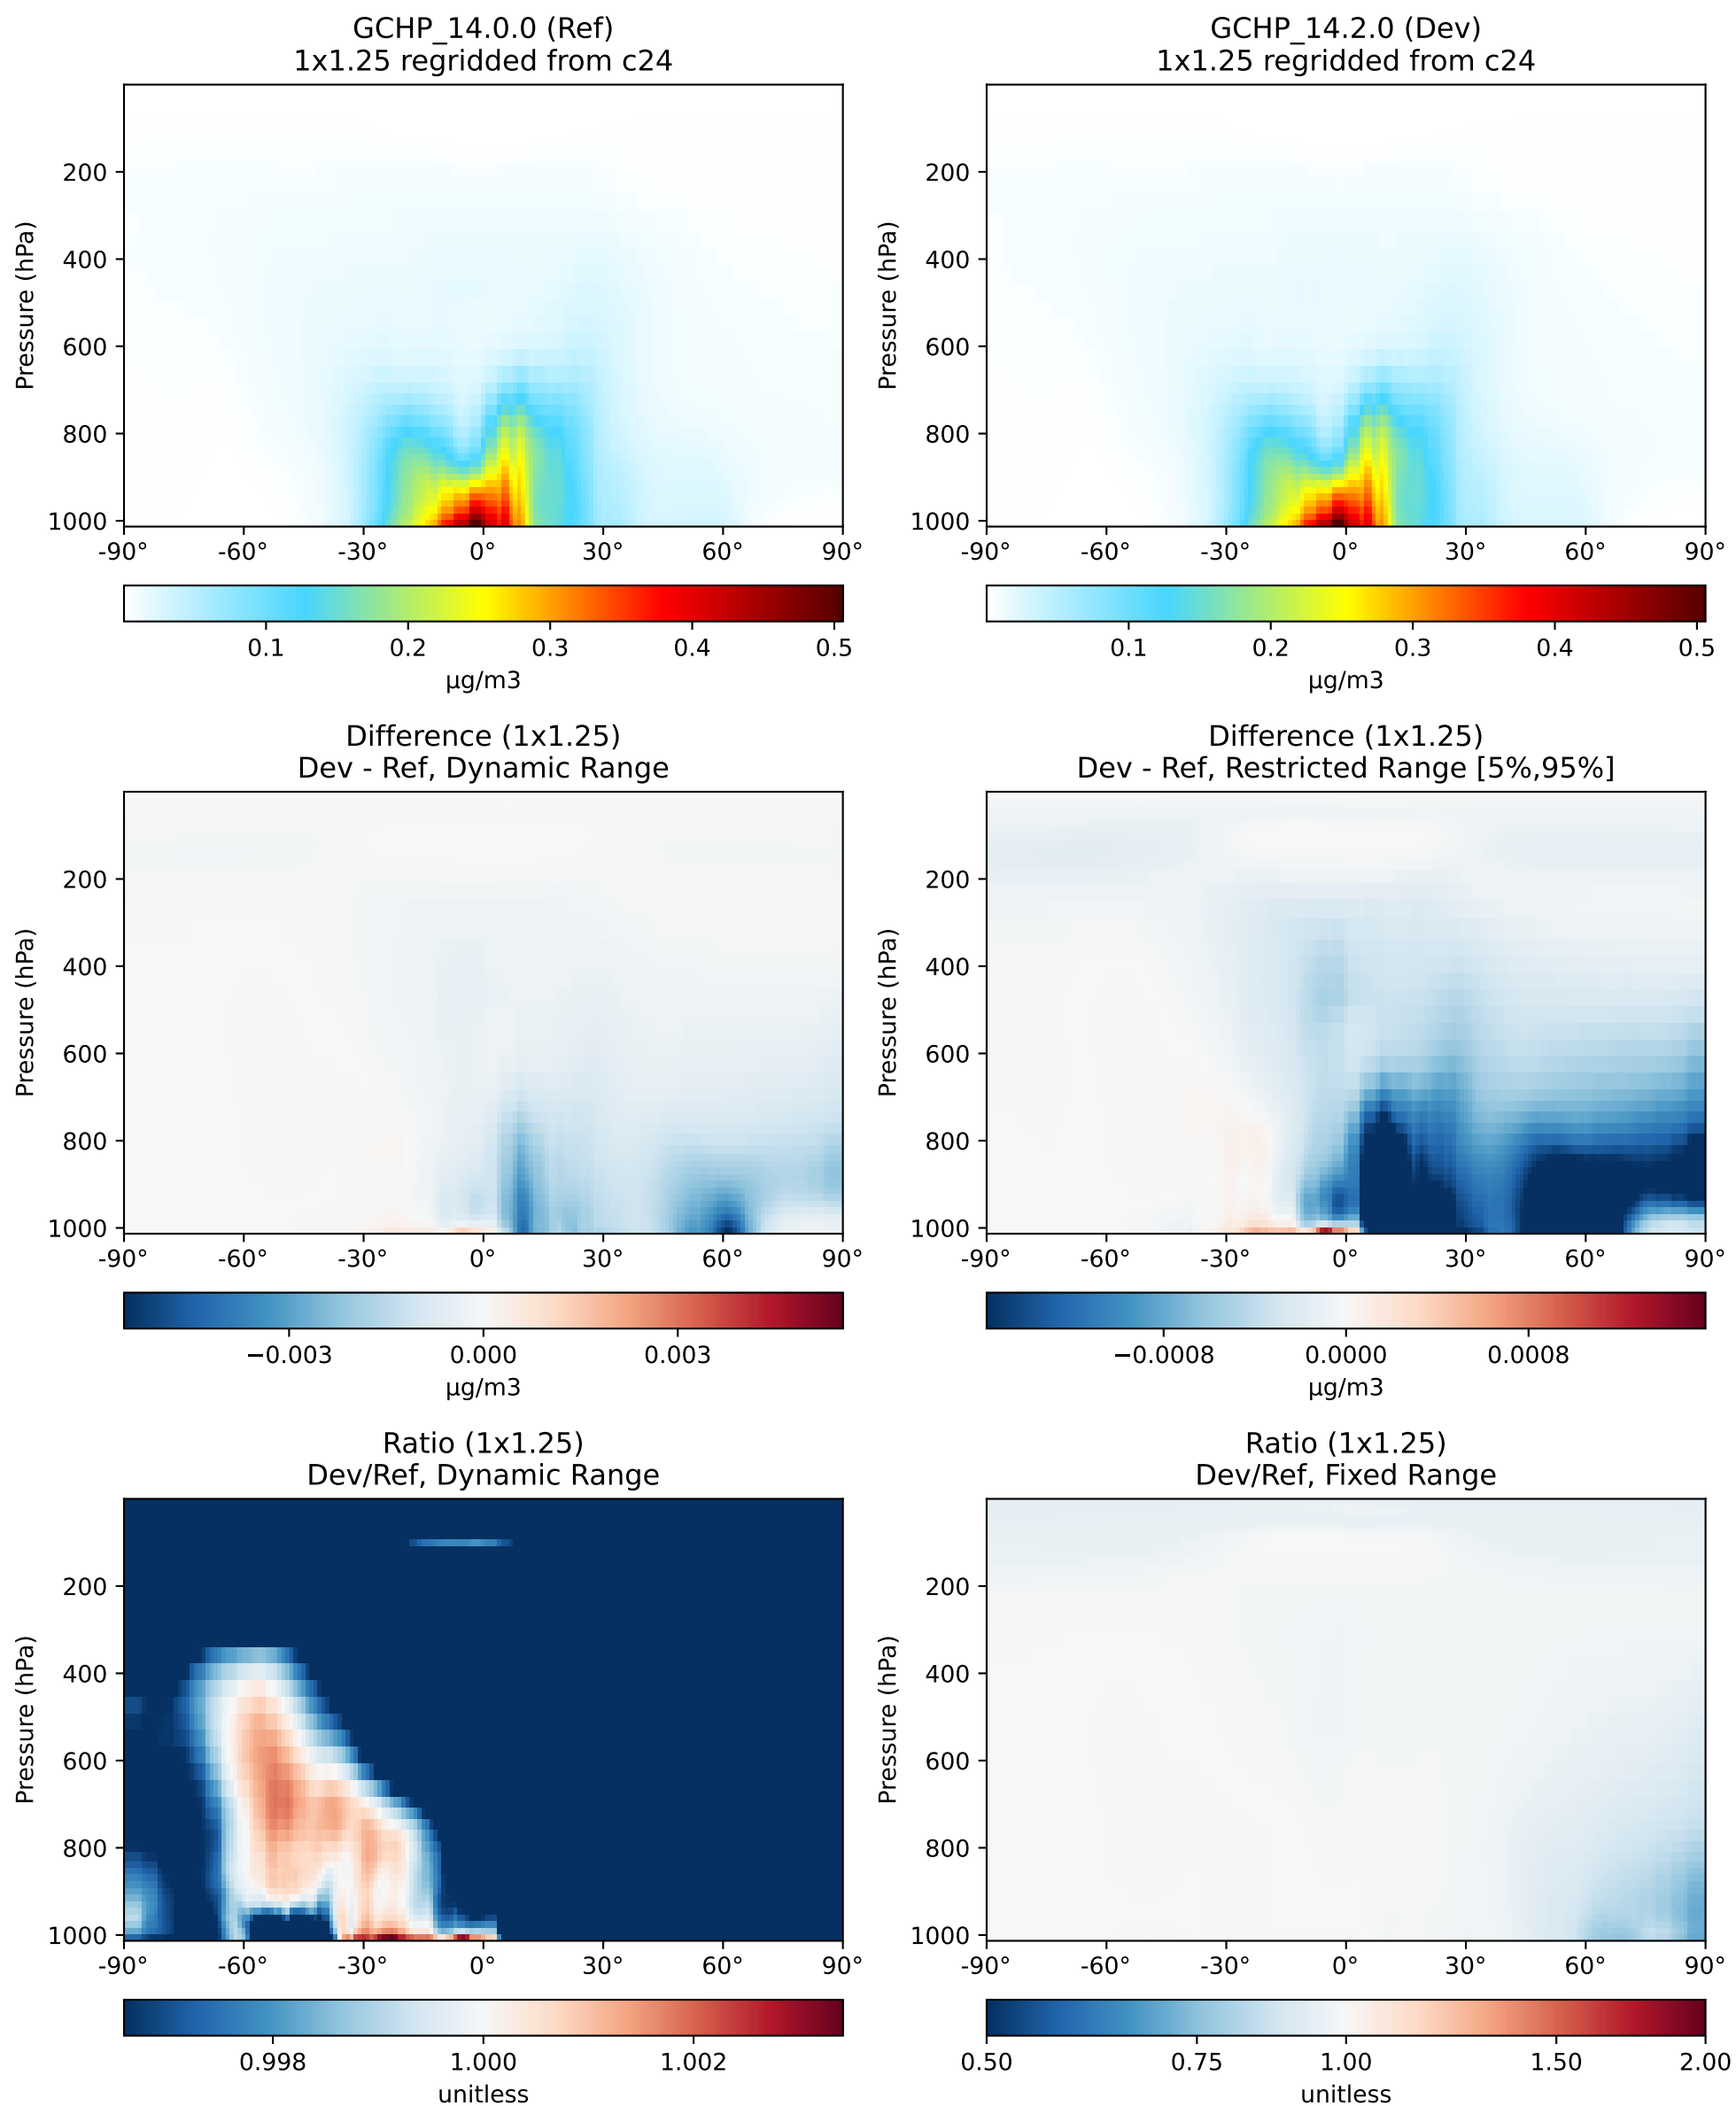 GCHP_14.0.0 (Ref)
1x1.25 regridded from c24
Pressure (hPa)
200
400
600
800
1000
-90° -60° -30° 0° 30° 60° 90°
0.1 0.2 0.3 0.4 0.5
µg/m3
GCHP_14.2.0 (Dev)
1x1.25 regridded from c24
Pressure (hPa)
200
400
600
800
1000
-90° -60° -30° 0° 30° 60° 90°
0.1 0.2 0.3 0.4 0.5
µg/m3
Difference (1x1.25)
Dev - Ref, Dynamic Range
Pressure (hPa)
200
400
600
800
1000
-90° -60° -30° 0° 30° 60° 90°
−0.003 0.000 0.003
µg/m3
Difference (1x1.25)
Dev - Ref, Restricted Range [5%,95%]
Pressure (hPa)
200
400
600
800
1000
-90° -60° -30° 0° 30° 60° 90°
−0.0008 0.0000 0.0008
µg/m3
Ratio (1x1.25)
Dev/Ref, Dynamic Range
Pressure (hPa)
200
400
600
800
1000
-90° -60° -30° 0° 30° 60° 90°
0.998 1.000 1.002
unitless
Ratio (1x1.25)
Dev/Ref, Fixed Range
Pressure (hPa)
200
400
600
800
1000
-90° -60° -30° 0° 30° 60° 90°
0.50 0.75 1.00 1.50 2.00
unitless